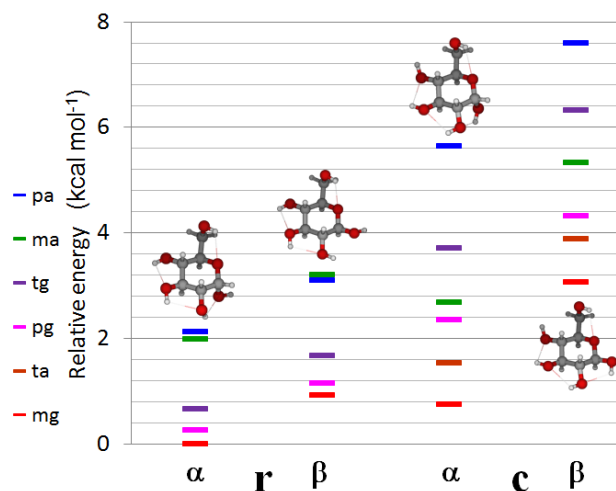 Relative energy (kcal mol-1)
8
6
4
2
0
pa
ma
tg
pg
ta
mg
α r β α c β